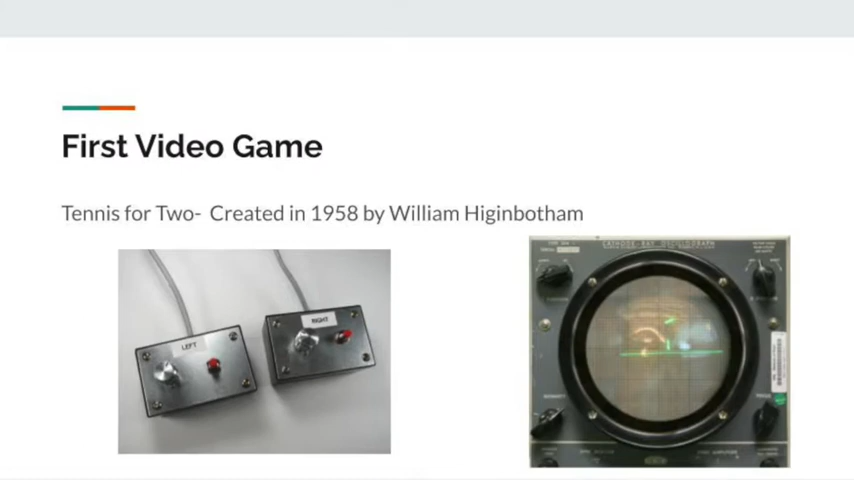 First Video Game
Tennis for Two- Created in 1958 by William Higinbotham
LEFT
RIGHT
CATHODE-RAY OSCILLOGRAPH